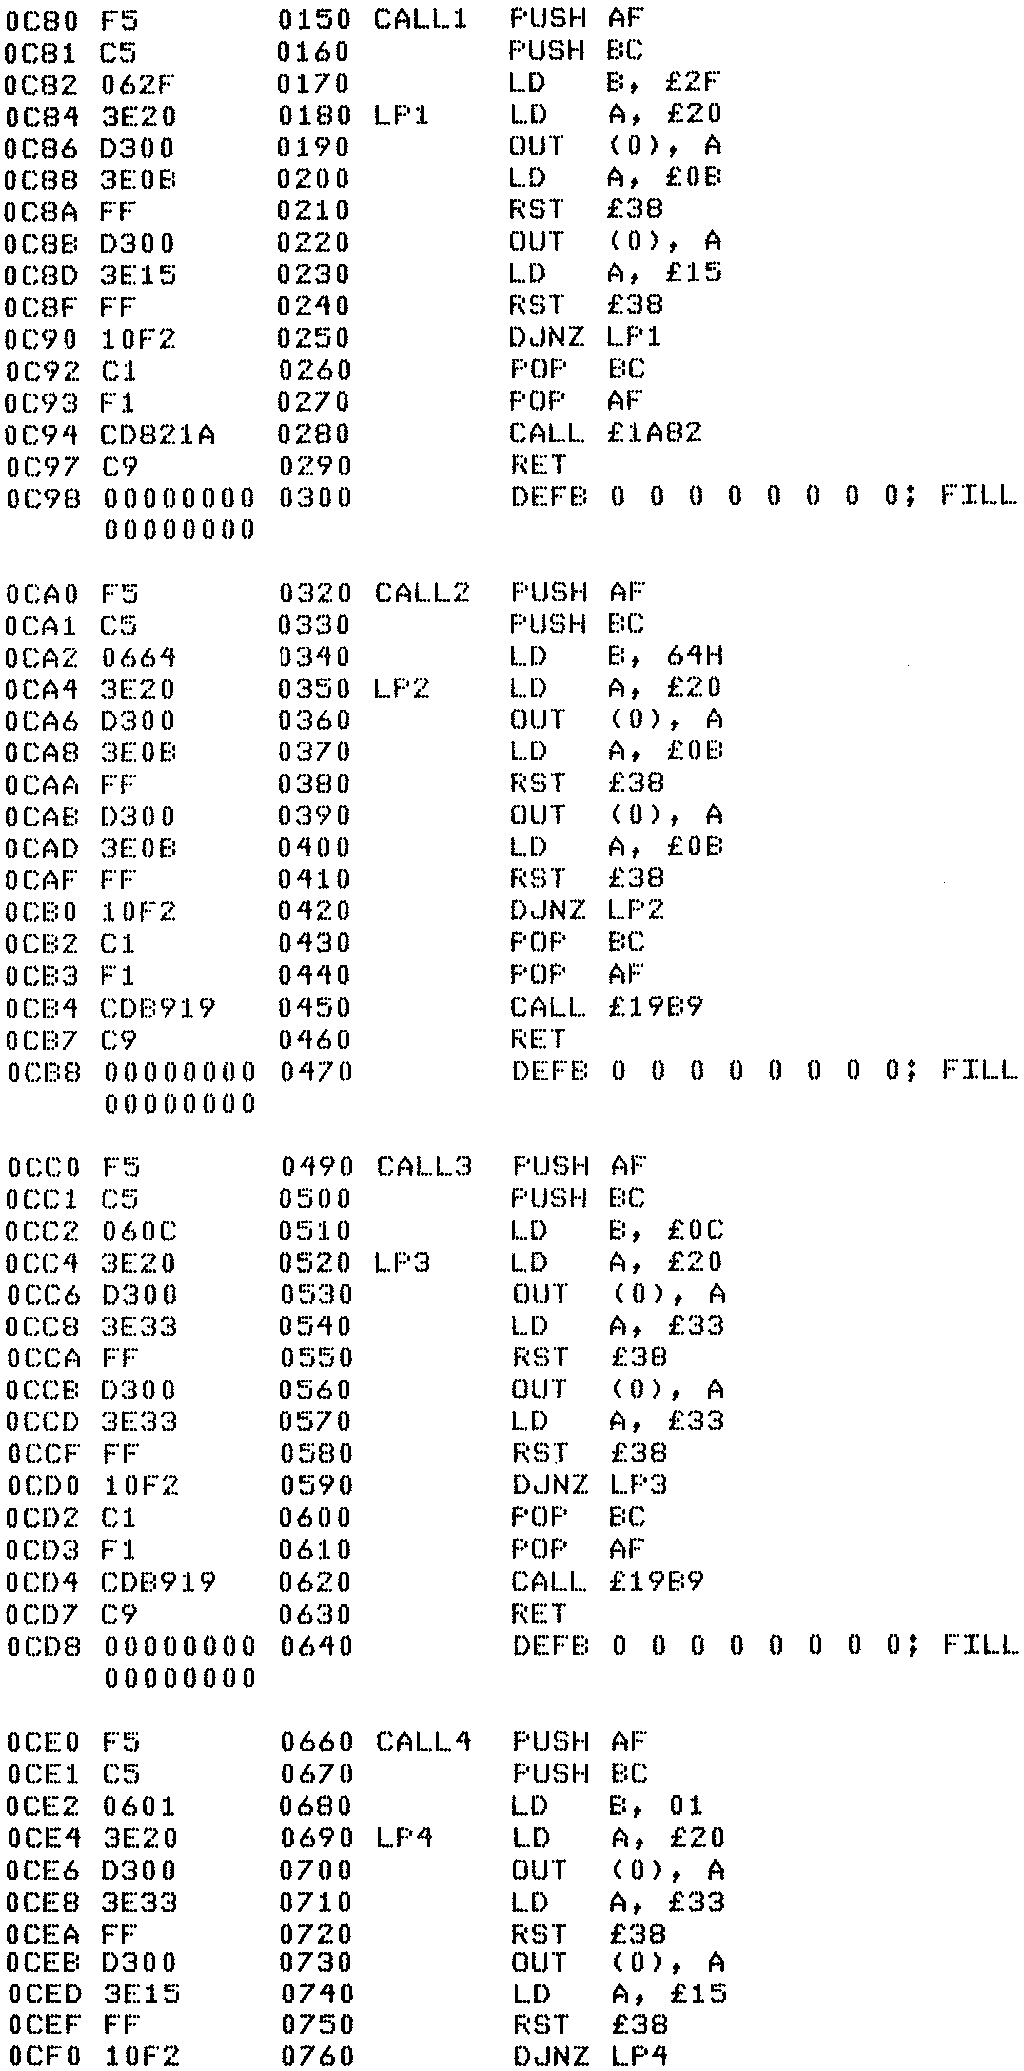 0C80 F5 0150 CALL1 PUSH AF
0C81 C5 0160 PUSH BC
0C82 062F 0170 LD B, £2F
0C84 3E20 0180 LP1 LD A, £20
0C86 D300 0190 OUT (0), A
0C88 3E0B 0200 LD A, £0B
0C8A FF 0210 RST £38
0C8B D300 0220 OUT (0), A
0C8D 3E15 0230 LD A, £15
0C8F FF 0240 RST £38
0C90 10F2 0250 DJNZ LP1
0C92 C1 0260 POP BC
0C93 F1 0270 POP AF
0C94 CD821A 0280 CALL £1A82
0C97 C9 0290 RET
0C98 00000000 0300 DEFB 0 0 0 0 0 0 0 0; FILL
00000000
0CA0 F5 0320 CALL2 PUSH AF
0CA1 C5 0330 PUSH BC
0CA2 0664 0340 LD B, 64H
0CA4 3E20 0350 LP2 LD A, £20
0CA6 D300 0360 OUT (0), A
0CA8 3E0B 0370 LD A, £0B
0CAA FF 0380 RST £38
0CAB D300 0390 OUT (0), A
0CAD 3E0B 0400 LD A, £0B
0CAF FF 0410 RST £38
0CB0 10F2 0420 DJNZ LP2
0CB2 C1 0430 POP BC
0CB3 F1 0440 POP AF
0CB4 CDB919 0450 CALL £19B9
0CB7 C9 0460 RET
0CB8 00000000 0470 DEFB 0 0 0 0 0 0 0 0; FILL
00000000
0CC0 F5 0490 CALL3 PUSH AF
0CC1 C5 0500 PUSH BC
0CC2 060C 0510 LD B, £0C
0CC4 3E20 0520 LP3 LD A, £20
0CC6 D300 0530 OUT (0), A
0CC8 3E33 0540 LD A, £33
0CCA FF 0550 RST £38
0CCB D300 0560 OUT (0), A
0CCD 3E33 0570 LD A, £33
0CCF FF 0580 RST £38
0CD0 10F2 0590 DJNZ LP3
0CD2 C1 0600 POP BC
0CD3 F1 0610 POP AF
0CD4 CDB919 0620 CALL £19B9
0CD7 C9 0630 RET
0CD8 00000000 0640 DEFB 0 0 0 0 0 0 0 0; FILL
00000000
0CE0 F5 0660 CALL4 PUSH AF
0CE1 C5 0670 PUSH BC
0CE2 0601 0680 LD B, 01
0CE4 3E20 0690 LP4 LD A, £20
0CE6 D300 0700 OUT (0), A
0CE8 3E33 0710 LD A, £33
0CEA FF 0720 RST £38
0CEB D300 0730 OUT (0), A
0CED 3E15 0740 LD A, £15
0CEF FF 0750 RST £38
0CF0 10F2 0760 DJNZ LP4